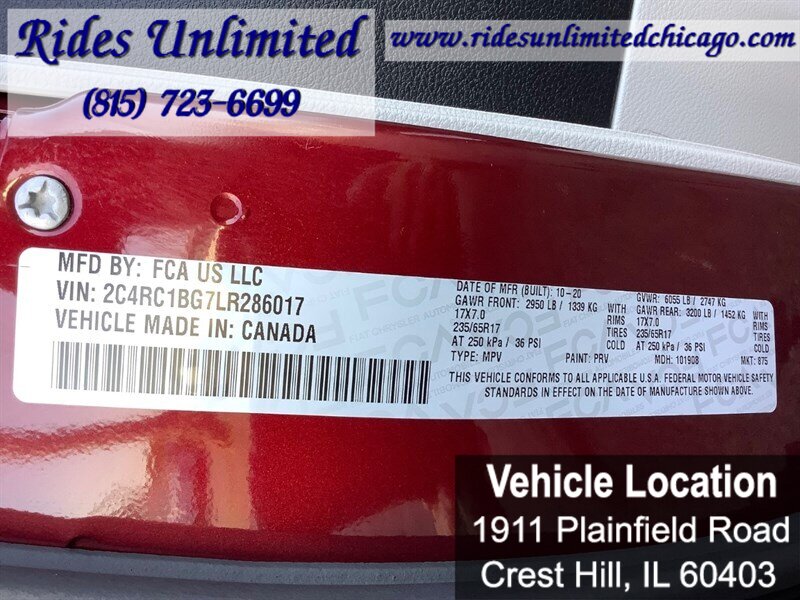 Rides Unlimited
(815) 723-6699
www.ridesunlimitedchicago.com
MFD BY: FCA US LLC
VIN: 2C4RC1BG7LR286017
VEHICLE MADE IN: CANADA
DATE OF MFR (BUILT): 10-20 GVWR: 6055 LB / 2747 KG
GAWR FRONT: 2950 LB / 1339 KG WITH GAWR REAR: 3200 LB / 1452 KG WITH
17X7.0 RIMS 17X7.0 RIMS
235/65R17 TIRES 235/65R17 TIRES
AT 250 kPa / 36 PSI COLD AT 250 kPa / 36 PSI COLD
TYPE: MPV PAINT: PRV MDH: 101908 MKT: 875
THIS VEHICLE CONFORMS TO ALL APPLICABLE U.S.A. FEDERAL MOTOR VEHICLE SAFETY
STANDARDS IN EFFECT ON THE DATE OF MANUFACTURE SHOWN ABOVE.
Vehicle Location
1911 Plainfield Road
Crest Hill, IL 60403